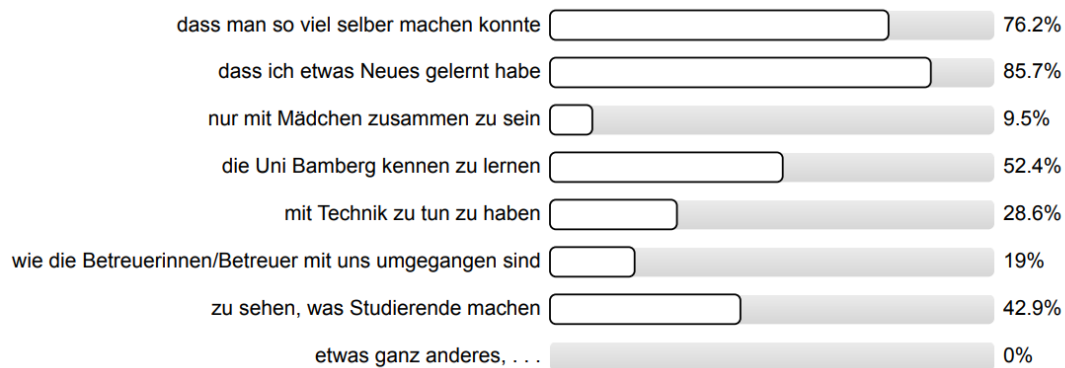 dass man so viel selber machen konnte 76.2%
dass ich etwas Neues gelernt habe 85.7%
nur mit Mädchen zusammen zu sein 9.5%
die Uni Bamberg kennen zu lernen 52.4%
mit Technik zu tun zu haben 28.6%
wie die Betreuerinnen/Betreuer mit uns umgegangen sind 19%
zu sehen, was Studierende machen 42.9%
etwas ganz anderes, . . . 0%